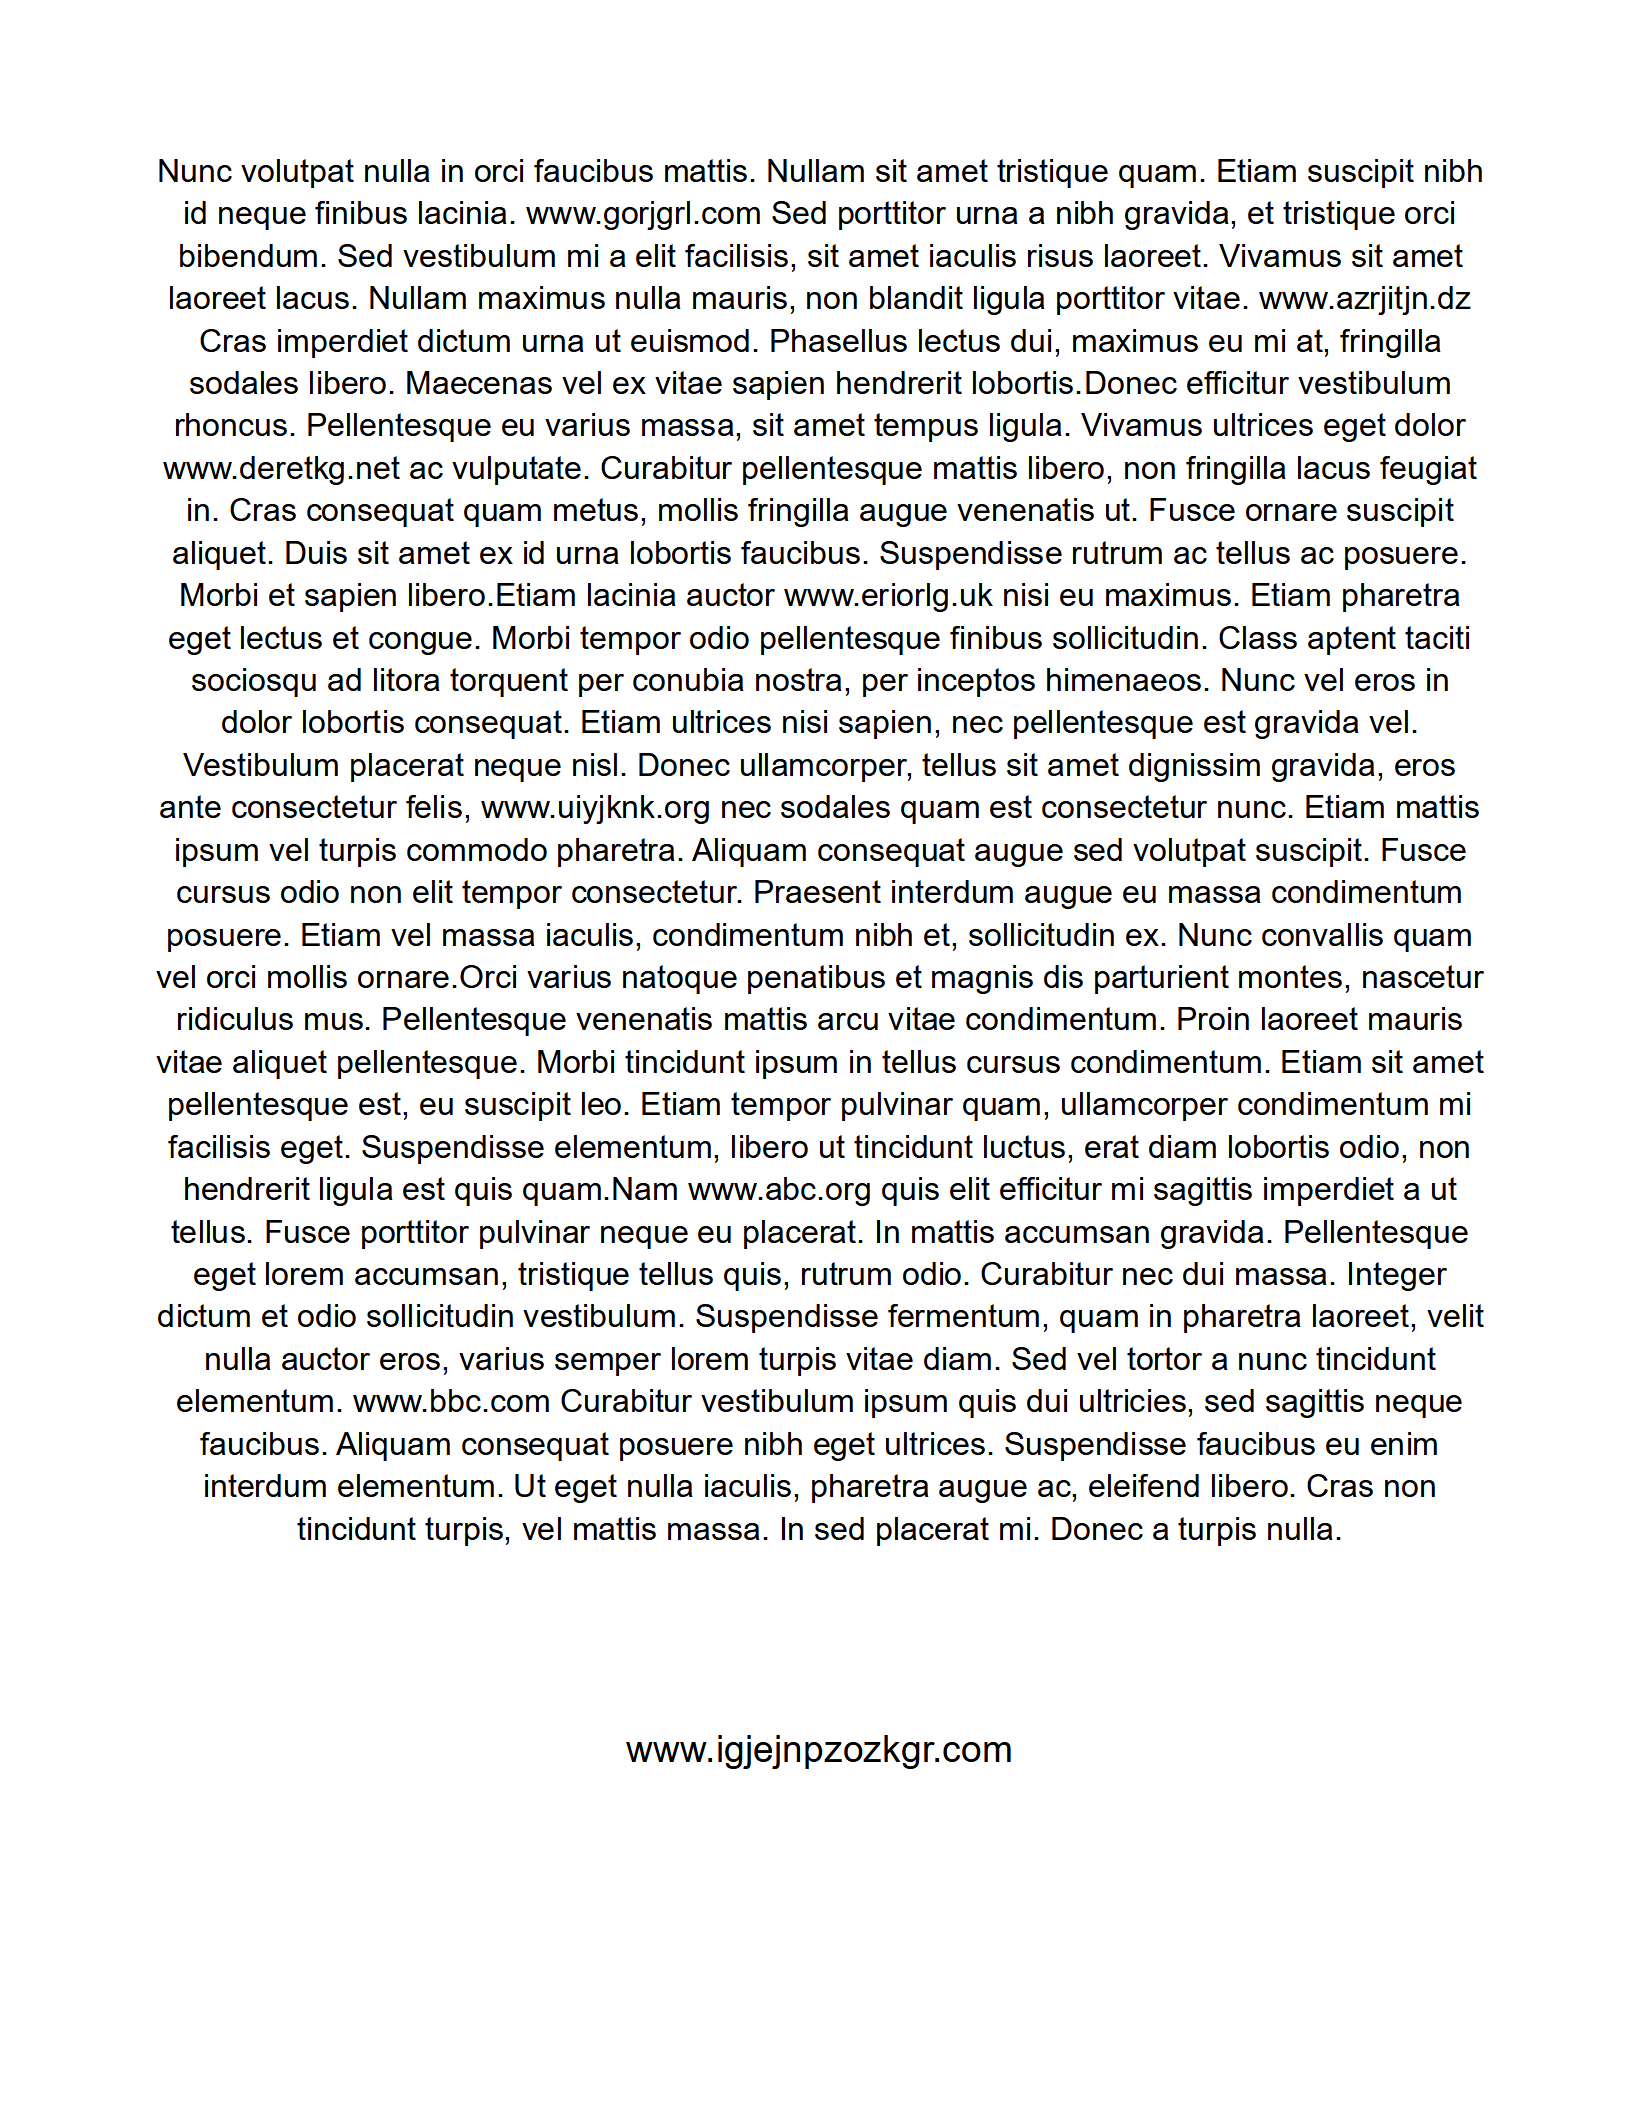 Nunc volutpat nulla in orci faucibus mattis. Nullam sit amet tristique quam. Etiam suscipit nibh
id neque finibus lacinia. www.gorjgrl.com Sed porttitor urna a nibh gravida, et tristique orci
bibendum. Sed vestibulum mi a elit facilisis, sit amet iaculis risus laoreet. Vivamus sit amet
laoreet lacus. Nullam maximus nulla mauris, non blandit ligula porttitor vitae. www.azrjitjn.dz
Cras imperdiet dictum urna ut euismod. Phasellus lectus dui, maximus eu mi at, fringilla
sodales libero. Maecenas vel ex vitae sapien hendrerit lobortis.Donec efficitur vestibulum
rhoncus. Pellentesque eu varius massa, sit amet tempus ligula. Vivamus ultrices eget dolor
www.deretkg.net ac vulputate. Curabitur pellentesque mattis libero, non fringilla lacus feugiat
in. Cras consequat quam metus, mollis fringilla augue venenatis ut. Fusce ornare suscipit
aliquet. Duis sit amet ex id urna lobortis faucibus. Suspendisse rutrum ac tellus ac posuere.
Morbi et sapien libero.Etiam lacinia auctor www.eriorlg.uk nisi eu maximus. Etiam pharetra
eget lectus et congue. Morbi tempor odio pellentesque finibus sollicitudin. Class aptent taciti
sociosqu ad litora torquent per conubia nostra, per inceptos himenaeos. Nunc vel eros in
dolor lobortis consequat. Etiam ultrices nisi sapien, nec pellentesque est gravida vel.
Vestibulum placerat neque nisl. Donec ullamcorper, tellus sit amet dignissim gravida, eros
ante consectetur felis, www.uiyjknk.org nec sodales quam est consectetur nunc. Etiam mattis
ipsum vel turpis commodo pharetra. Aliquam consequat augue sed volutpat suscipit. Fusce
cursus odio non elit tempor consectetur. Praesent interdum augue eu massa condimentum
posuere. Etiam vel massa iaculis, condimentum nibh et, sollicitudin ex. Nunc convallis quam
vel orci mollis ornare.Orci varius natoque penatibus et magnis dis parturient montes, nascetur
ridiculus mus. Pellentesque venenatis mattis arcu vitae condimentum. Proin laoreet mauris
vitae aliquet pellentesque. Morbi tincidunt ipsum in tellus cursus condimentum. Etiam sit amet
pellentesque est, eu suscipit leo. Etiam tempor pulvinar quam, ullamcorper condimentum mi
facilisis eget. Suspendisse elementum, libero ut tincidunt luctus, erat diam lobortis odio, non
hendrerit ligula est quis quam.Nam www.abc.org quis elit efficitur mi sagittis imperdiet a ut
tellus. Fusce porttitor pulvinar neque eu placerat. In mattis accumsan gravida. Pellentesque
eget lorem accumsan, tristique tellus quis, rutrum odio. Curabitur nec dui massa. Integer
dictum et odio sollicitudin vestibulum. Suspendisse fermentum, quam in pharetra laoreet, velit
nulla auctor eros, varius semper lorem turpis vitae diam. Sed vel tortor a nunc tincidunt
elementum. www.bbc.com Curabitur vestibulum ipsum quis dui ultricies, sed sagittis neque
faucibus. Aliquam consequat posuere nibh eget ultrices. Suspendisse faucibus eu enim
interdum elementum. Ut eget nulla iaculis, pharetra augue ac, eleifend libero. Cras non
tincidunt turpis, vel mattis massa. In sed placerat mi. Donec a turpis nulla.
www.igjejnpzozkgr.com